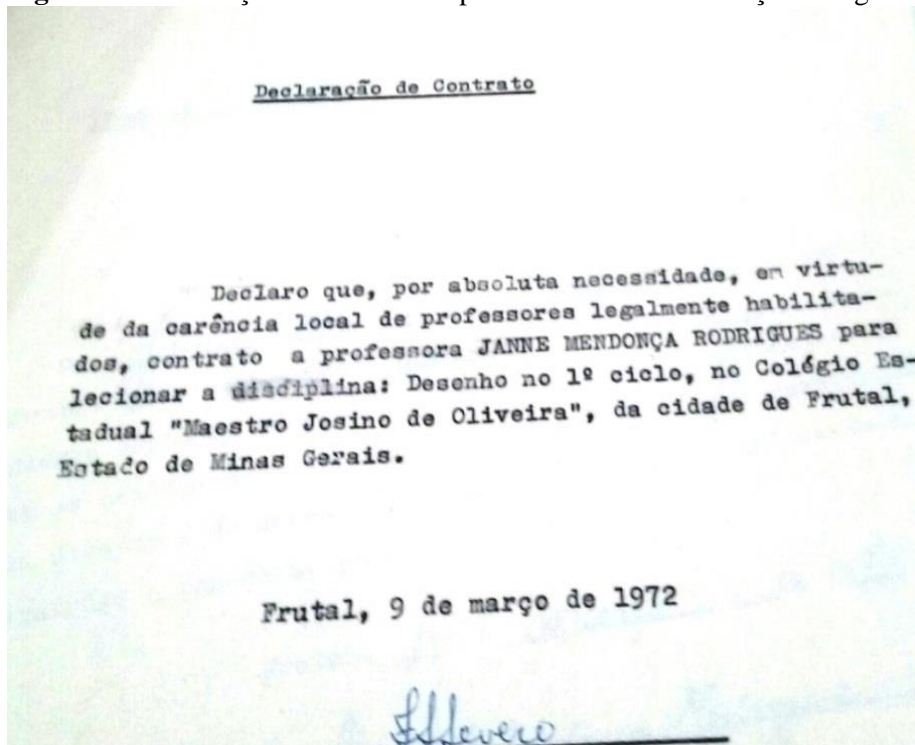 Declaração de Contrato
Declaro que, por absoluta necessidade, em virtu-
de da carência local de professores legalmente habilita-
dos, contrato a professora JANNE MENDONÇA RODRIGUES para
lecionar a disciplina: Desenho no 1º ciclo, no Colégio Es-
tadual "Maestro Josino de Oliveira", da cidade de Frutal,
Estado de Minas Gerais.
Frutal, 9 de março de 1972